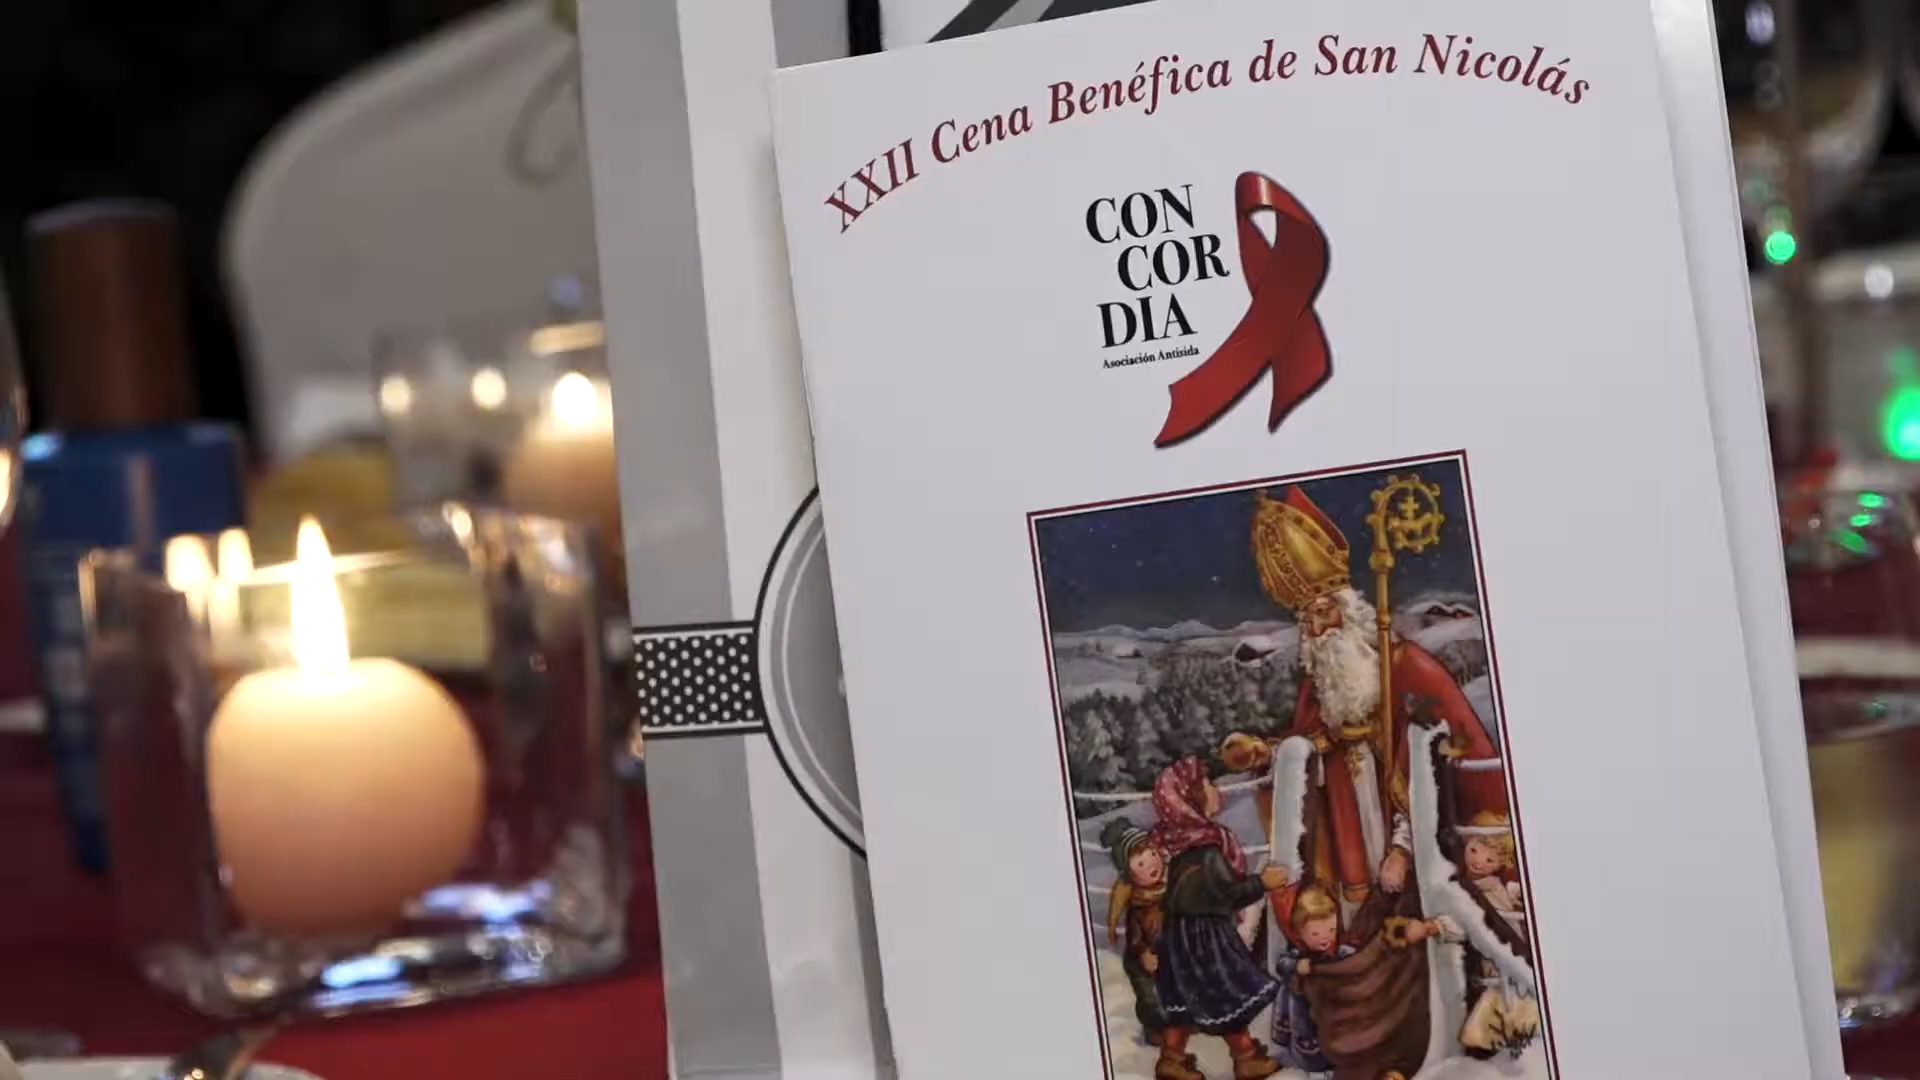 XXII Cena Benéfica de San Nicolás
CON
COR
DIA
Asociación Antisida